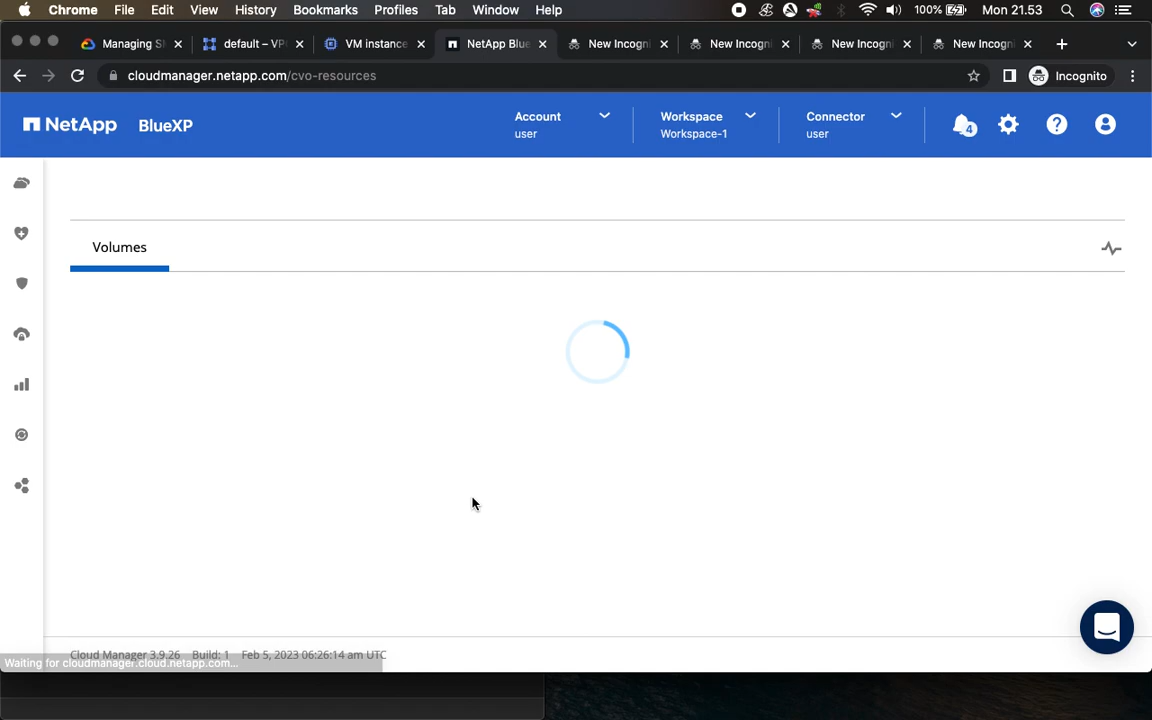 Chrome File Edit View History Bookmarks Profiles Tab Window Help 100% Mon 21.53
Managing S default – VP VM instance NetApp Blue New Incogni New Incogni New Incogni New Incogni
cloudmanager.netapp.com/cvo-resources Incognito
NetApp BlueXP
Account
user
Workspace
Workspace-1
Connector
user
4
Volumes
Cloud Manager 3.9.26 Build: 1 Feb 5, 2023 06:26:14 am UTC
Waiting for cloudmanager.cloud.netapp.com...